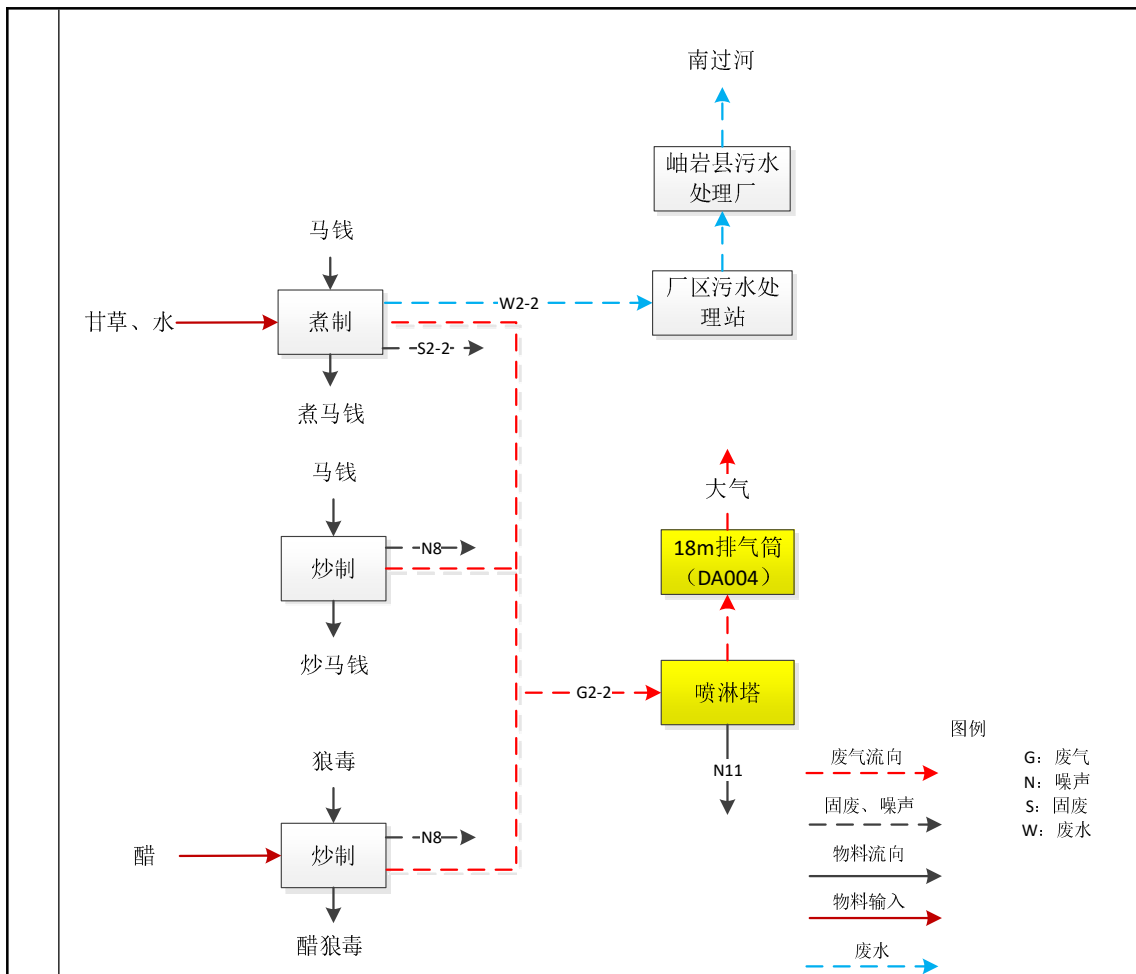 南过河
岫岩县污水
处理厂
马钱
厂区污水处
理站
W2-2
甘草、水
煮制
S2-2
煮马钱
马钱
大气
18m排气筒
（DA004）
N8
炒制
炒马钱
G2-2
喷淋塔
图例
狼毒
废气流向
G：废气
N11
N：噪声
固废、噪声
S：固废
W：废水
N8
醋
炒制
物料流向
物料输入
醋狼毒
废水